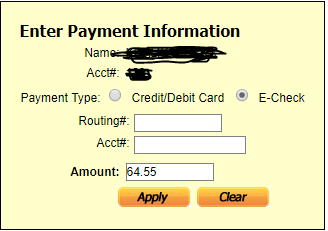 Enter Payment Information
Name:
Acct#:
Payment Type: Credit/Debit Card E-Check
Routing#:
Acct#:
Amount: 64.55
Apply Clear